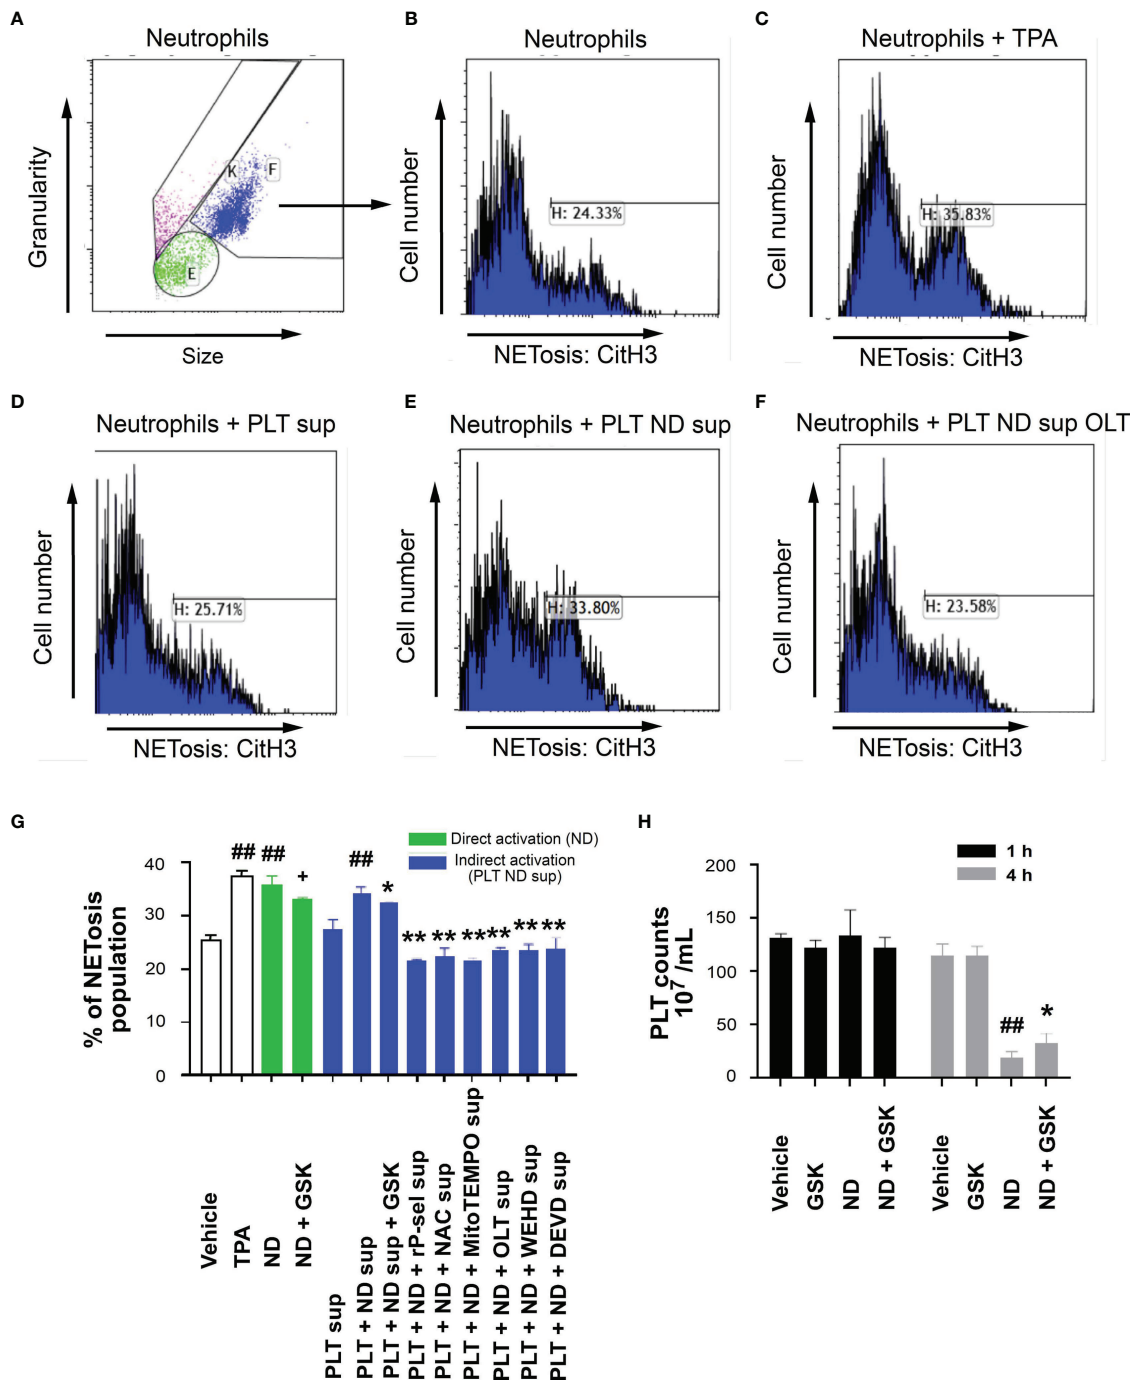 A
Neutrophils
Granularity
K
F
E
Size
B
Neutrophils
Cell number
H: 24.33%
NETosis: CitH3
C
Neutrophils + TPA
Cell number
H: 35.83%
NETosis: CitH3
D
Neutrophils + PLT sup
Cell number
H: 25.71%
NETosis: CitH3
E
Neutrophils + PLT ND sup
Cell number
H: 33.80%
NETosis: CitH3
F
Neutrophils + PLT ND sup OLT
Cell number
H: 23.58%
NETosis: CitH3
G
Direct activation (ND)
Indirect activation
(PLT ND sup)
% of NETosis
population
40
30
20
10
0
## ## + ## * ** ** ** ** ** **
Vehicle
TPA
ND
ND + GSK
PLT sup
PLT + ND sup
PLT + ND sup + GSK
PLT + ND + rP-sel sup
PLT + ND + NAC sup
PLT + ND + MitoTEMPO sup
PLT + ND + OLT sup
PLT + ND + WEHD sup
PLT + ND + DEVD sup
H
1 h
4 h
PLT counts
10⁷ /mL
200
150
100
50
0
## *
Vehicle
GSK
ND
ND + GSK
Vehicle
GSK
ND
ND + GSK